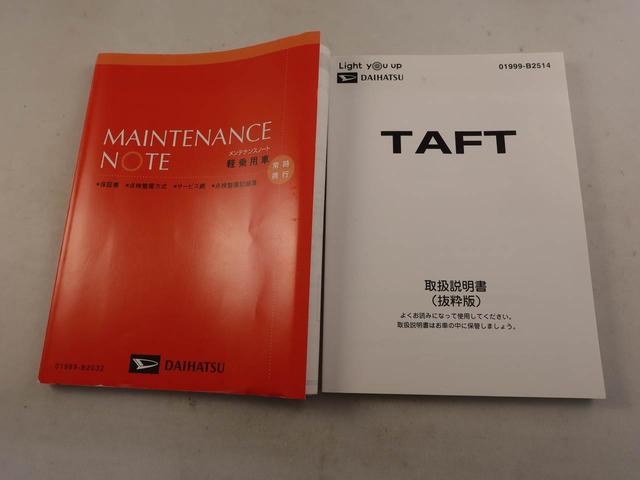 MAINTENANCE
NOTE
メンテナンスノート
軽乗用車
常時
携行
●保証書 ●点検整備方式 ●サービス網 ●点検整備記録簿
DAIHATSU
01989-B2032
Light you up
DAIHATSU
01999-B2514
TAFT
取扱説明書
(抜粋版)
よくお読みになって使用してください。
取扱説明書はお車の中に保管しましょう。